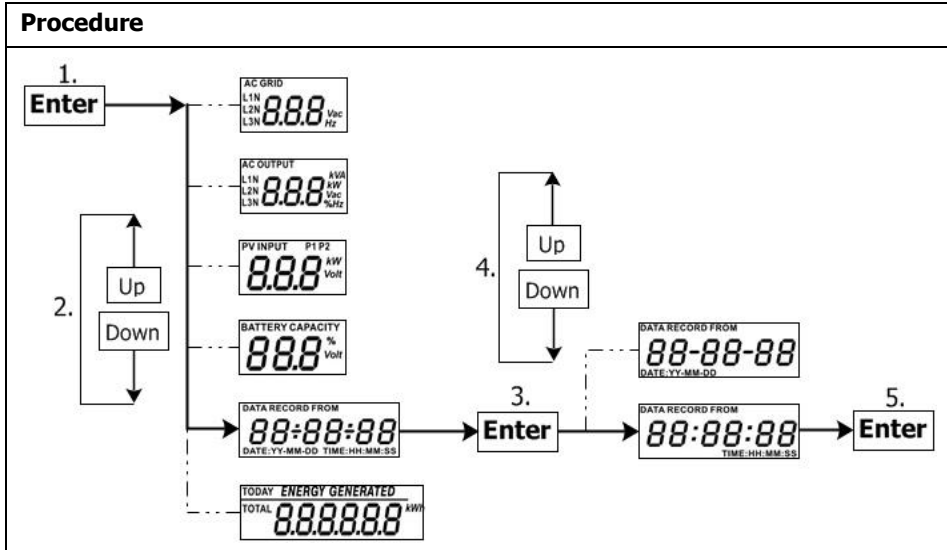 Procedure
1.
Enter
AC GRID
L1N
L2N
L3N
8.8.8
Vac
Hz
AC OUTPUT
L1N
L2N
L3N
8.8.8
kVA
kW
Vac
%Hz
2.
Up
Down
PV INPUT P1 P2
8.8.8
kW
Volt
BATTERY CAPACITY
88.8
%
Volt
DATA RECORD FROM
88÷88÷88
DATE:YY-MM-DD TIME:HH:MM:SS
TODAY ENERGY GENERATED
TOTAL
8.8.8.8.8.8
kWh
3.
Enter
4.
Up
Down
DATA RECORD FROM
88-88-88
DATE:YY-MM-DD
DATA RECORD FROM
88:88:88
TIME:HH:MM:SS
5.
Enter